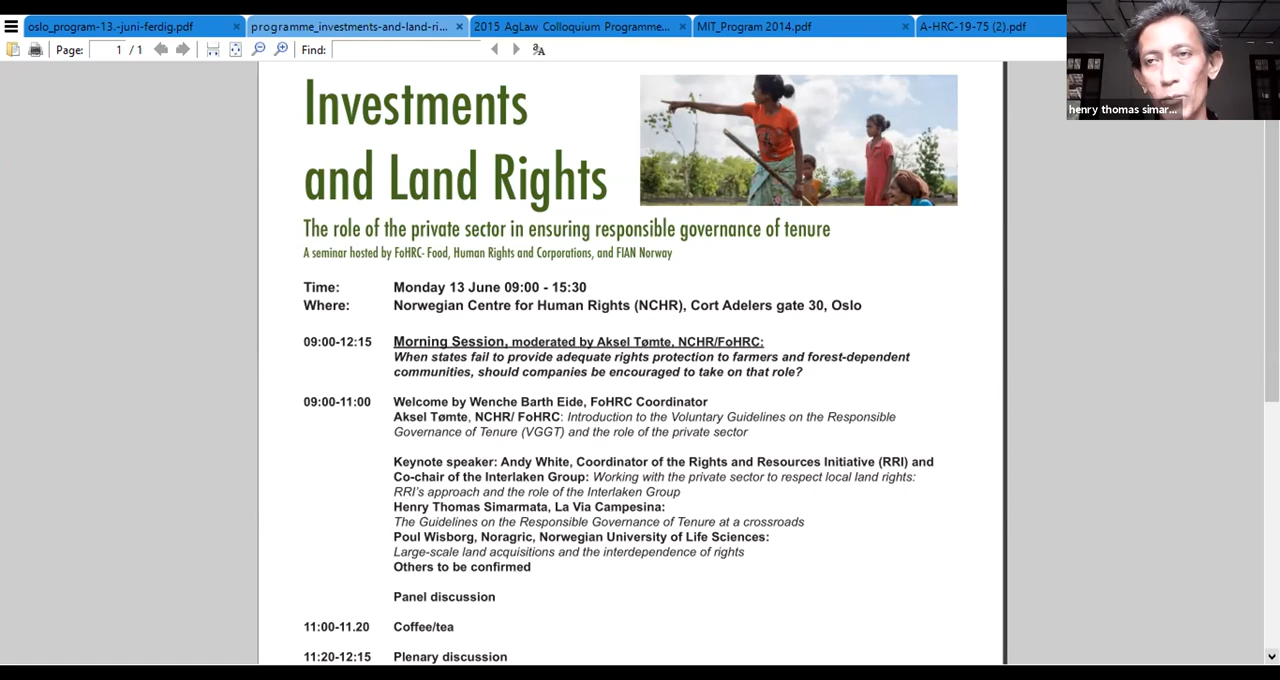 oslo_program-13.-juni-ferdig.pdf × programme_investments-and-land-ri... × 2015 AgLaw Colloquium Programme... × MIT_Program 2014.pdf × A-HRC-19-75 (2).pdf
Page: 1 / 1 Find:
henry thomas simar...
Investments
and Land Rights
The role of the private sector in ensuring responsible governance of tenure
A seminar hosted by FoHRC- Food, Human Rights and Corporations, and FIAN Norway
Time: Monday 13 June 09:00 - 15:30
Where: Norwegian Centre for Human Rights (NCHR), Cort Adelers gate 30, Oslo
09:00-12:15 Morning Session, moderated by Aksel Tømte, NCHR/FoHRC:
When states fail to provide adequate rights protection to farmers and forest-dependent
communities, should companies be encouraged to take on that role?
09:00-11:00 Welcome by Wenche Barth Eide, FoHRC Coordinator
Aksel Tømte, NCHR/ FoHRC: Introduction to the Voluntary Guidelines on the Responsible
Governance of Tenure (VGGT) and the role of the private sector
Keynote speaker: Andy White, Coordinator of the Rights and Resources Initiative (RRI) and
Co-chair of the Interlaken Group: Working with the private sector to respect local land rights:
RRI's approach and the role of the Interlaken Group
Henry Thomas Simarmata, La Via Campesina:
The Guidelines on the Responsible Governance of Tenure at a crossroads
Poul Wisborg, Noragric, Norwegian University of Life Sciences:
Large-scale land acquisitions and the interdependence of rights
Others to be confirmed
Panel discussion
11:00-11.20 Coffee/tea
11:20-12:15 Plenary discussion